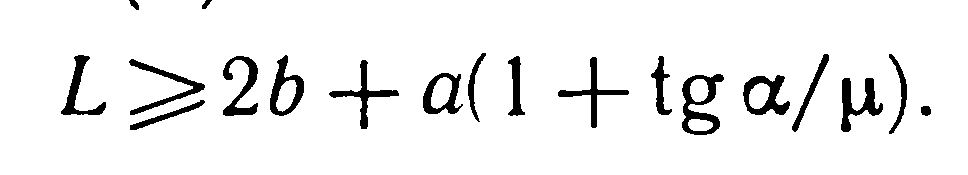 L ⩾ 2b + a(1 + tg α/μ).